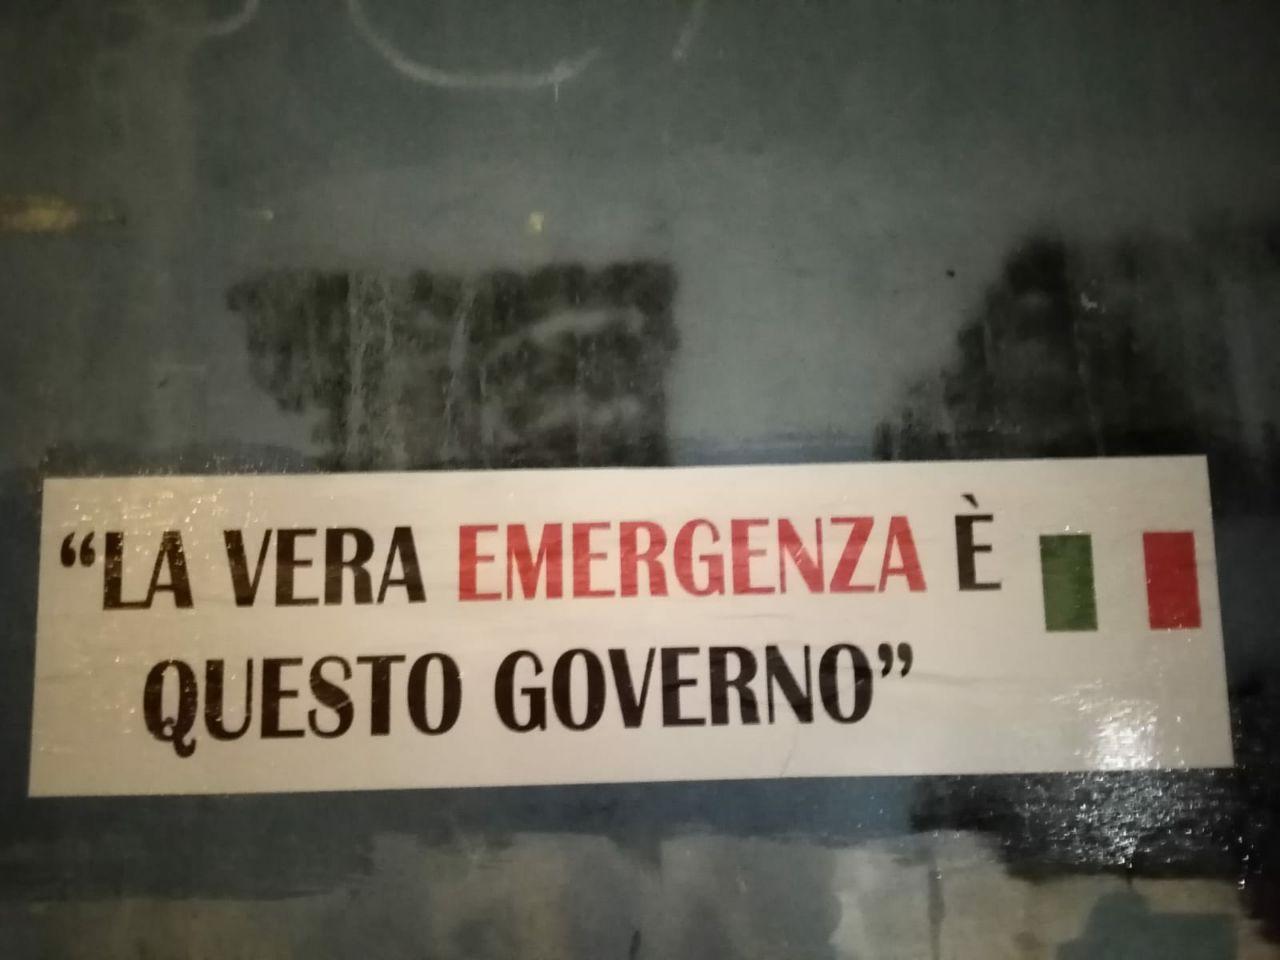 “LA VERA EMERGENZA È
QUESTO GOVERNO”